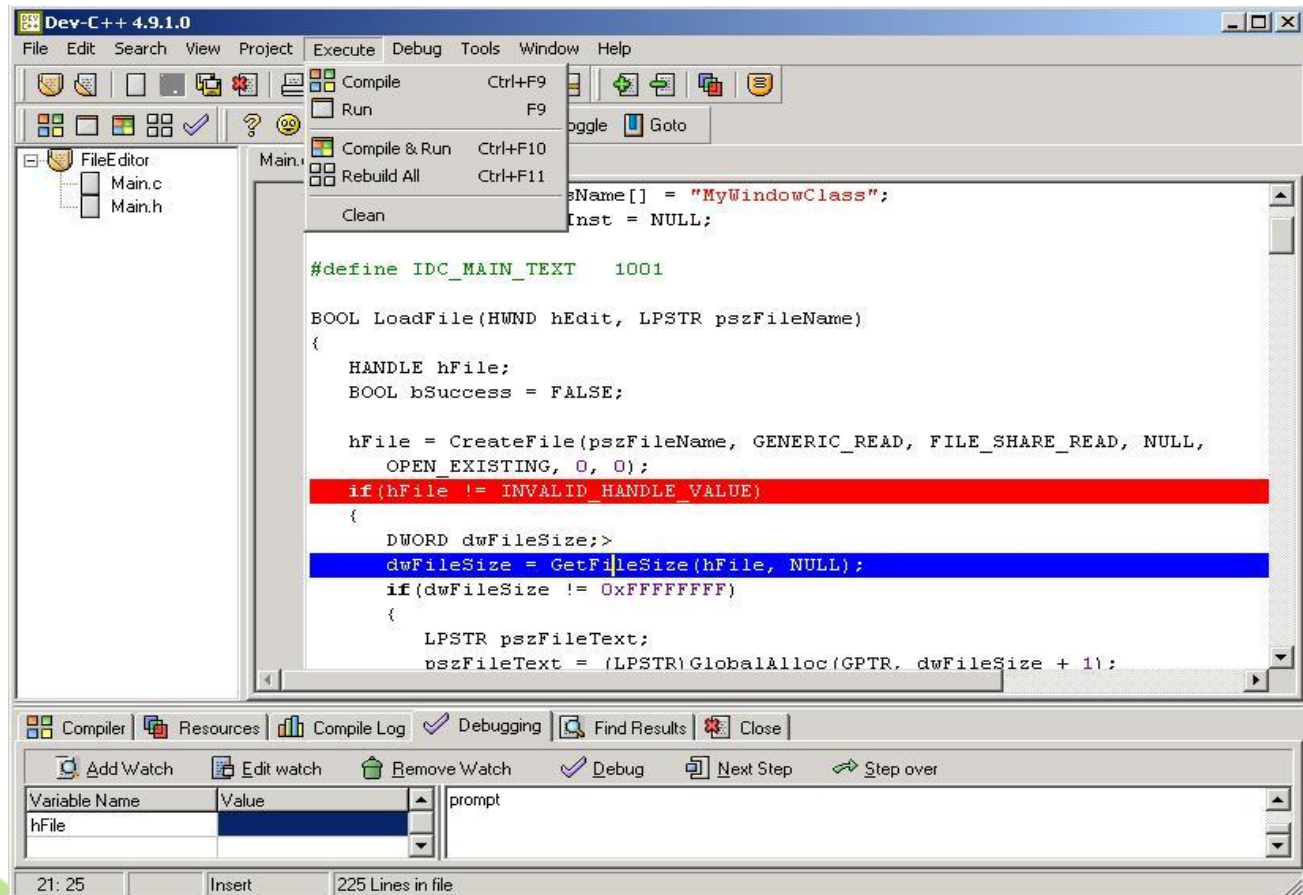 Dev-C++ 4.9.1.0
File Edit Search View Project Execute Debug Tools Window Help
Compile Ctrl+F9
Run F9
Compile & Run Ctrl+F10
Rebuild All Ctrl+F11
Clean
oggle Goto
FileEditor
Main.c
Main.h
Main.
sName[] = "MyWindowClass";
Inst = NULL;
#define IDC_MAIN_TEXT 1001
BOOL LoadFile(HWND hEdit, LPSTR pszFileName)
{
HANDLE hFile;
BOOL bSuccess = FALSE;
hFile = CreateFile(pszFileName, GENERIC_READ, FILE_SHARE_READ, NULL,
OPEN_EXISTING, 0, 0);
if(hFile != INVALID_HANDLE_VALUE)
{
DWORD dwFileSize;>
dwFileSize = GetFileSize(hFile, NULL);
if(dwFileSize != 0xFFFFFFFF)
{
LPSTR pszFileText;
pszFileText = (LPSTR)GlobalAlloc(GPTR, dwFileSize + 1);
Compiler Resources Compile Log Debugging Find Results Close
Add Watch Edit watch Remove Watch Debug Next Step Step over
Variable Name Value
prompt
hFile
21: 25 Insert 225 Lines in file